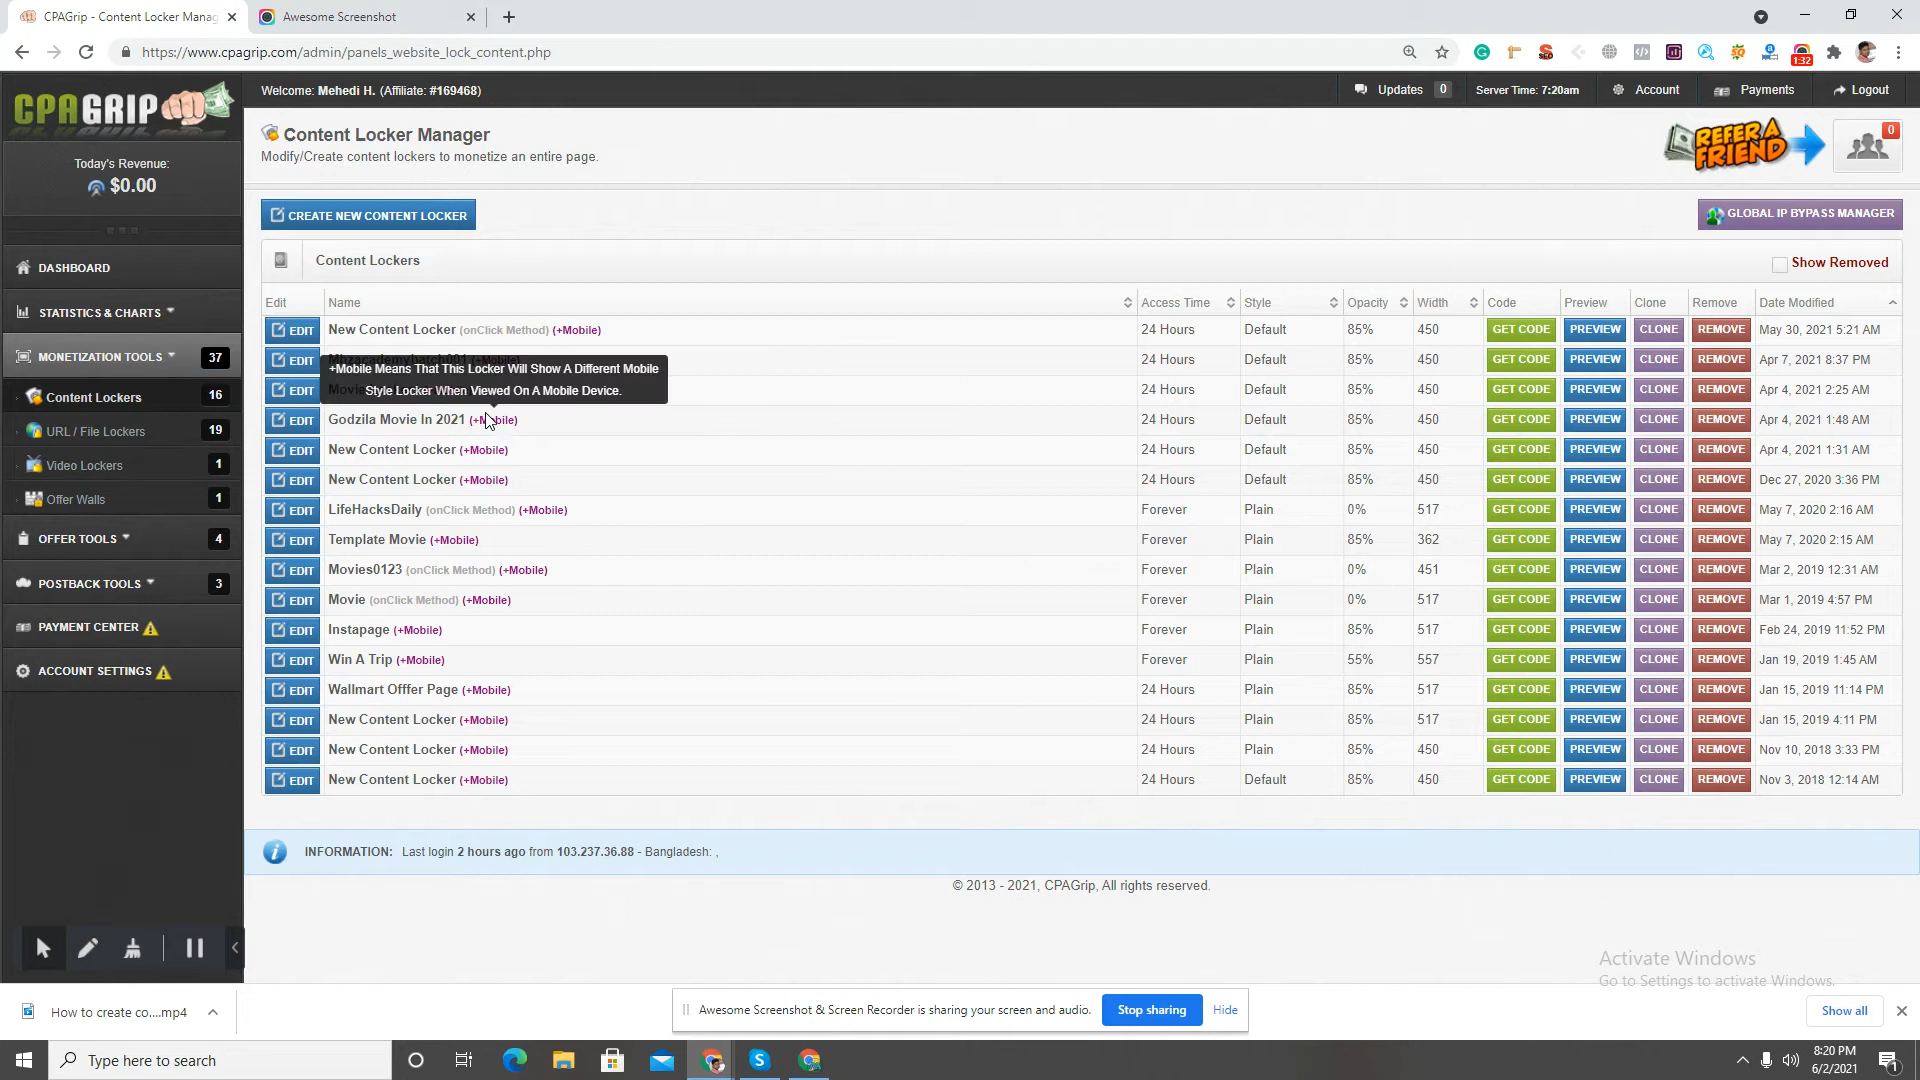 CPAGrip - Content Locker Manag
Awesome Screenshot
https://www.cpagrip.com/admin/panels_website_lock_content.php
1:32
CPAGRIP
Welcome: Mehedi H. (Affiliate: #169468)
Updates 0
Server Time: 7:20am
Account
Payments
Logout
Today's Revenue:
$0.00
Content Locker Manager
Modify/Create content lockers to monetize an entire page.
REFER A FRIEND
0
CREATE NEW CONTENT LOCKER
GLOBAL IP BYPASS MANAGER
DASHBOARD
STATISTICS & CHARTS
MONETIZATION TOOLS 37
Content Lockers 16
URL / File Lockers 19
Video Lockers 1
Offer Walls 1
OFFER TOOLS 4
POSTBACK TOOLS 3
PAYMENT CENTER
ACCOUNT SETTINGS
Content Lockers
Show Removed
Edit Name Access Time Style Opacity Width Code Preview Clone Remove Date Modified
EDIT New Content Locker (onClick Method) (+Mobile) 24 Hours Default 85% 450 GET CODE PREVIEW CLONE REMOVE May 30, 2021 5:21 AM
EDIT Mhzacademybatch001 (+Mobile) 24 Hours Default 85% 450 GET CODE PREVIEW CLONE REMOVE Apr 7, 2021 8:37 PM
+Mobile Means That This Locker Will Show A Different Mobile
Style Locker When Viewed On A Mobile Device.
EDIT 24 Hours Default 85% 450 GET CODE PREVIEW CLONE REMOVE Apr 4, 2021 2:25 AM
EDIT Godzila Movie In 2021 (+Mobile) 24 Hours Default 85% 450 GET CODE PREVIEW CLONE REMOVE Apr 4, 2021 1:48 AM
EDIT New Content Locker (+Mobile) 24 Hours Default 85% 450 GET CODE PREVIEW CLONE REMOVE Apr 4, 2021 1:31 AM
EDIT New Content Locker (+Mobile) 24 Hours Default 85% 450 GET CODE PREVIEW CLONE REMOVE Dec 27, 2020 3:36 PM
EDIT LifeHacksDaily (onClick Method) (+Mobile) Forever Plain 0% 517 GET CODE PREVIEW CLONE REMOVE May 7, 2020 2:16 AM
EDIT Template Movie (+Mobile) Forever Plain 85% 362 GET CODE PREVIEW CLONE REMOVE May 7, 2020 2:15 AM
EDIT Movies0123 (onClick Method) (+Mobile) Forever Plain 0% 451 GET CODE PREVIEW CLONE REMOVE Mar 2, 2019 12:31 AM
EDIT Movie (onClick Method) (+Mobile) Forever Plain 0% 517 GET CODE PREVIEW CLONE REMOVE Mar 1, 2019 4:57 PM
EDIT Instapage (+Mobile) Forever Plain 85% 517 GET CODE PREVIEW CLONE REMOVE Feb 24, 2019 11:52 PM
EDIT Win A Trip (+Mobile) Forever Plain 55% 557 GET CODE PREVIEW CLONE REMOVE Jan 19, 2019 1:45 AM
EDIT Wallmart Offfer Page (+Mobile) 24 Hours Plain 85% 517 GET CODE PREVIEW CLONE REMOVE Jan 15, 2019 11:14 PM
EDIT New Content Locker (+Mobile) 24 Hours Plain 85% 517 GET CODE PREVIEW CLONE REMOVE Jan 15, 2019 4:11 PM
EDIT New Content Locker (+Mobile) 24 Hours Plain 85% 450 GET CODE PREVIEW CLONE REMOVE Nov 10, 2018 3:33 PM
EDIT New Content Locker (+Mobile) 24 Hours Default 85% 450 GET CODE PREVIEW CLONE REMOVE Nov 3, 2018 12:14 AM
INFORMATION: Last login 2 hours ago from 103.237.36.88 - Bangladesh: ,
© 2013 - 2021, CPAGrip, All rights reserved.
Activate Windows
Go to Settings to activate Windows.
How to create co....mp4
Awesome Screenshot & Screen Recorder is sharing your screen and audio.
Stop sharing
Hide
Show all
Type here to search
8:20 PM
6/2/2021
1